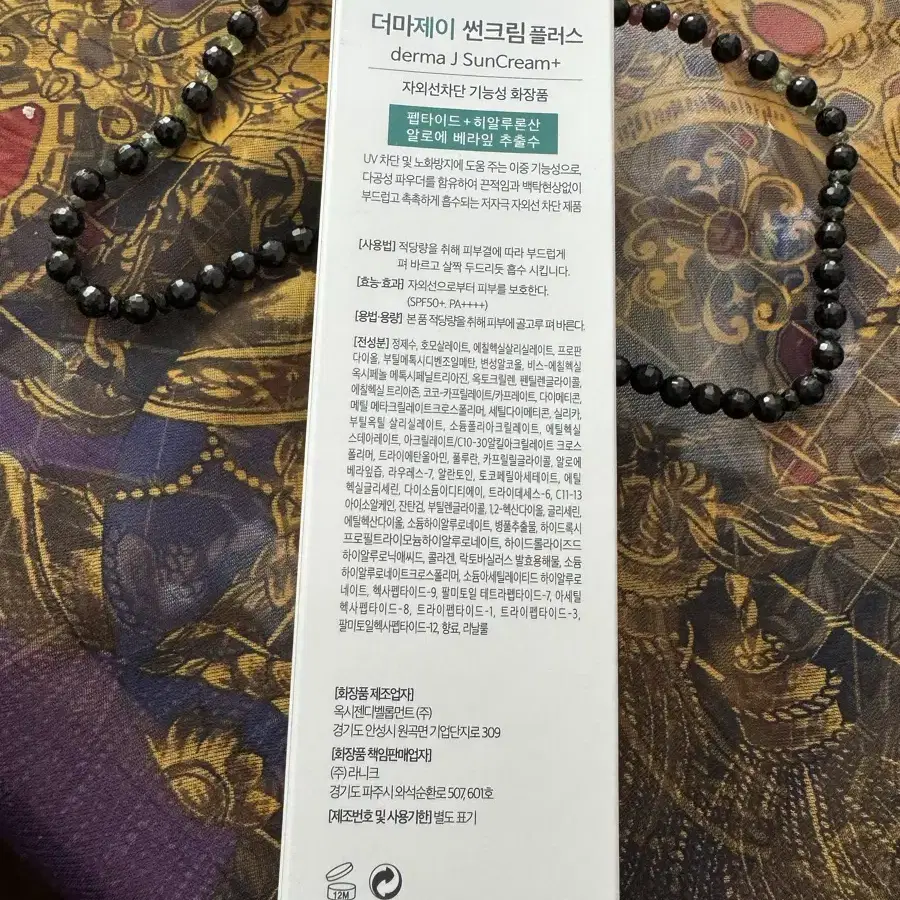 더마제이 썬크림 플러스
derma J SunCream+
자외선차단 기능성 화장품
펩타이드+히알루론산
알로에 베라잎 추출수
UV 차단 및 노화방지에 도움 주는 이중 기능성으로,
다공성 파우더를 함유하여 끈적임과 백탁현상없이
부드럽고 촉촉하게 흡수되는 저자극 자외선 차단 제품
[사용법] 적당량을 취해 피부결에 따라 부드럽게
펴 바르고 살짝 두드리듯 흡수 시킵니다.
[효능·효과] 자외선으로부터 피부를 보호한다.
(SPF50+. PA++++)
[용법·용량] 본 품 적당량을 취해 피부에 골고루 펴 바른다.
[전성분] 정제수, 호모살레이트, 에칠헥실살리실레이트, 프로판
다이올, 부틸메톡시디벤조일메탄, 변성알코올, 비스-에칠헥실
옥시페놀 메톡시페닐트리아진, 옥토크릴렌, 펜틸렌글라이콜,
에칠헥실 트리아존, 코코-카프릴레이트/카프레이트, 다이메티콘,
메틸 메타크릴레이트크로스폴리머, 세틸다이메티콘, 실리카,
부틸옥틸 살리실레이트, 소듐폴리아크릴레이트, 에틸헥실
스테아레이트, 아크릴레이트/C10-30알킬아크릴레이트 크로스
폴리머, 트라이에탄올아민, 풀루란, 카프릴릴글라이콜, 알로에
베라잎즙, 라우레스-7, 알란토인, 토코페릴아세테이트, 에틸
헥실글리세린, 다이소듐이디티에이, 트라이데세스-6, C11-13
아이소알케인, 잔탄검, 부틸렌글라이콜, 1,2-헥산다이올, 글리세린,
에틸헥산다이올, 소듐하이알루로네이트, 병풀추출물, 하이드록시
프로필트라이모늄하이알루로네이트, 하이드롤라이즈드
하이알루로닉애씨드, 콜라겐, 락토바실러스 발효용해물, 소듐
하이알루로네이트크로스폴리머, 소듐아세틸레이티드 하이알루로
네이트, 헥사펩타이드-9, 팔미토일 테트라펩타이드-7, 아세틸
헥사펩타이드-8, 트라이펩타이드-1, 트라이펩타이드-3,
팔미토일헥사펩타이드-12, 향료, 리날룰
[화장품 제조업자]
옥시젠디벨롭먼트 (주)
경기도 안성시 원곡면 기업단지로 309
[화장품 책임판매업자]
(주) 라니크
경기도 파주시 와석순환로 507, 601호
[제조번호 및 사용기한] 별도 표기
12M